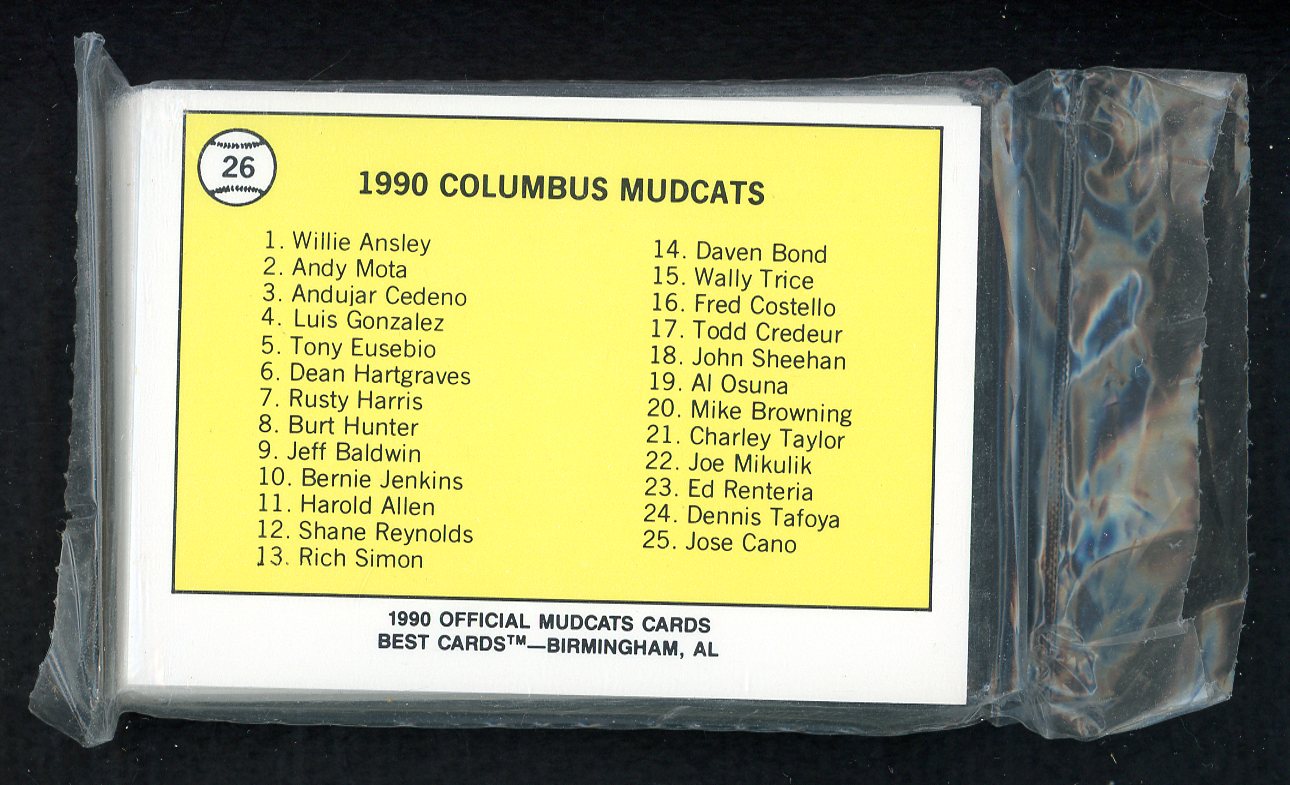 26
1990 COLUMBUS MUDCATS
1. Willie Ansley
2. Andy Mota
3. Andujar Cedeno
4. Luis Gonzalez
5. Tony Eusebio
6. Dean Hartgraves
7. Rusty Harris
8. Burt Hunter
9. Jeff Baldwin
10. Bernie Jenkins
11. Harold Allen
12. Shane Reynolds
13. Rich Simon
14. Daven Bond
15. Wally Trice
16. Fred Costello
17. Todd Credeur
18. John Sheehan
19. Al Osuna
20. Mike Browning
21. Charley Taylor
22. Joe Mikulik
23. Ed Renteria
24. Dennis Tafoya
25. Jose Cano
1990 OFFICIAL MUDCATS CARDS
BEST CARDS™—BIRMINGHAM, AL